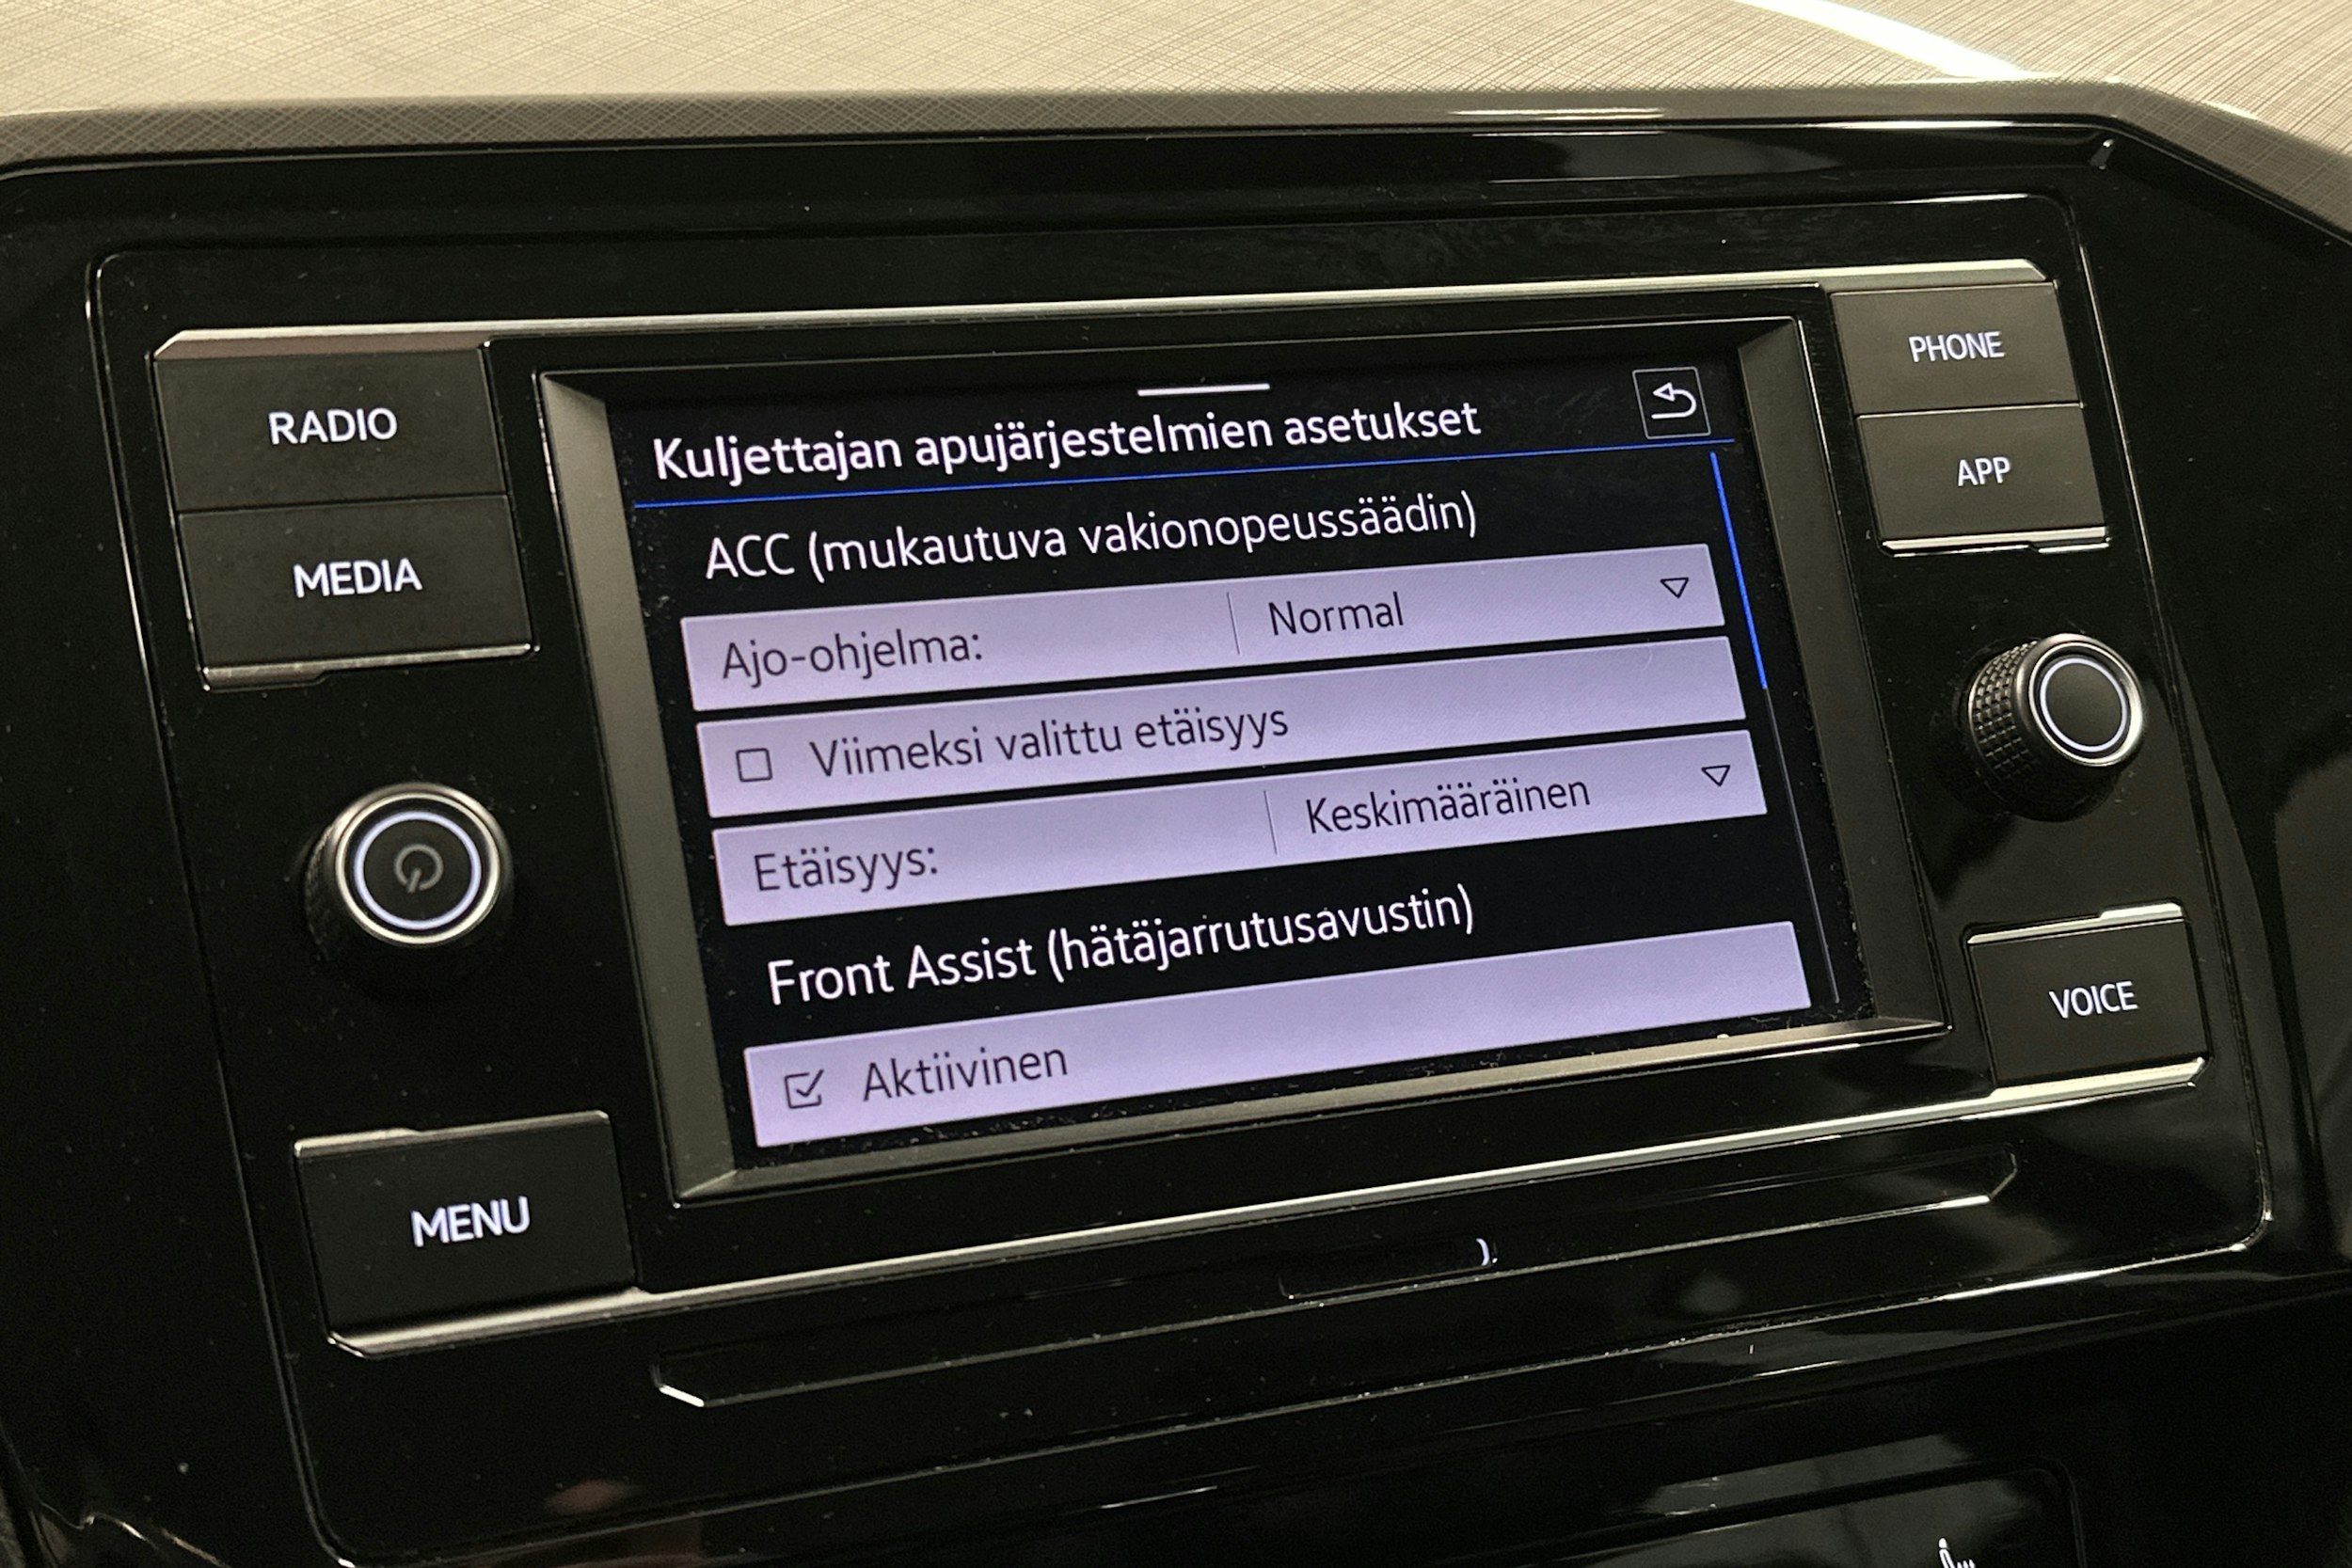 RADIO
MEDIA
MENU
Kuljettajan apujärjestelmien asetukset
ACC (mukautuva vakionopeussäädin)
Ajo-ohjelma: Normal
Viimeksi valittu etäisyys
Etäisyys: Keskimääräinen
Front Assist (hätäjarrutusavustin)
Aktiivinen
PHONE
APP
VOICE